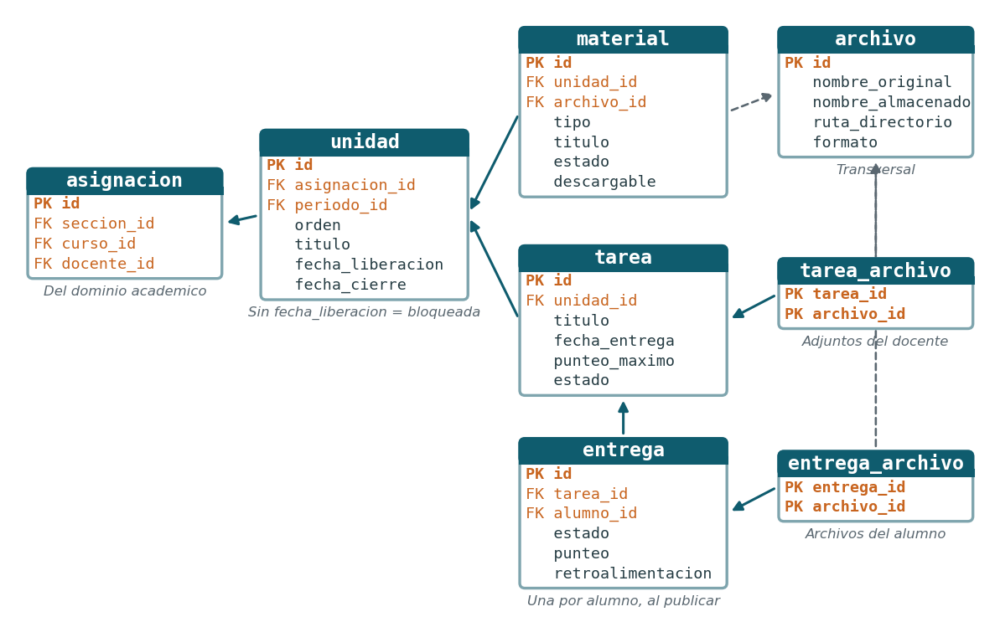 asignacion
PK id
FK seccion_id
FK curso_id
FK docente_id
Del dominio academico
unidad
PK id
FK asignacion_id
FK periodo_id
orden
titulo
fecha_liberacion
fecha_cierre
Sin fecha_liberacion = bloqueada
material
PK id
FK unidad_id
FK archivo_id
tipo
titulo
estado
descargable
tarea
PK id
FK unidad_id
titulo
fecha_entrega
punteo_maximo
estado
entrega
PK id
FK tarea_id
FK alumno_id
estado
punteo
retroalimentacion
Una por alumno, al publicar
archivo
PK id
nombre_original
nombre_almacenado
ruta_directorio
formato
Transversal
tarea_archivo
PK tarea_id
PK archivo_id
Adjuntos del docente
entrega_archivo
PK entrega_id
PK archivo_id
Archivos del alumno